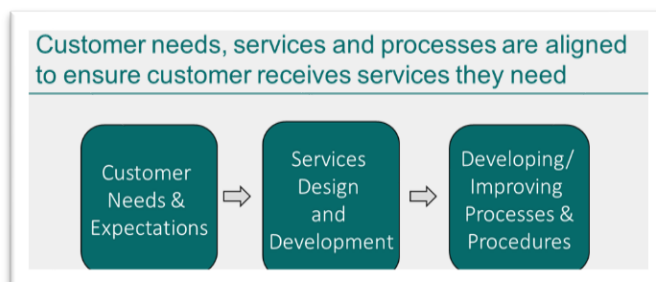 Customer needs, services and processes are aligned
to ensure customer receives services they need
Customer
Needs &
Expectations
Services
Design
and
Development
Developing/
Improving
Processes &
Procedures